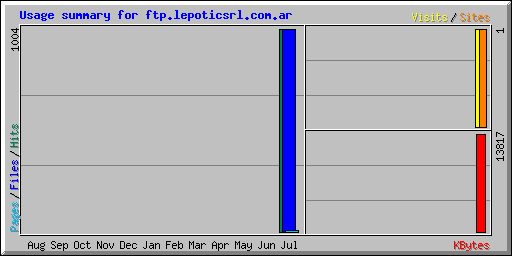 Usage summary for ftp.lepoticsrl.com.ar
Visits / Sites
1004
1
13817
Pages / Files / Hits
Aug Sep Oct Nov Dec Jan Feb Mar Apr May Jun Jul
KBytes